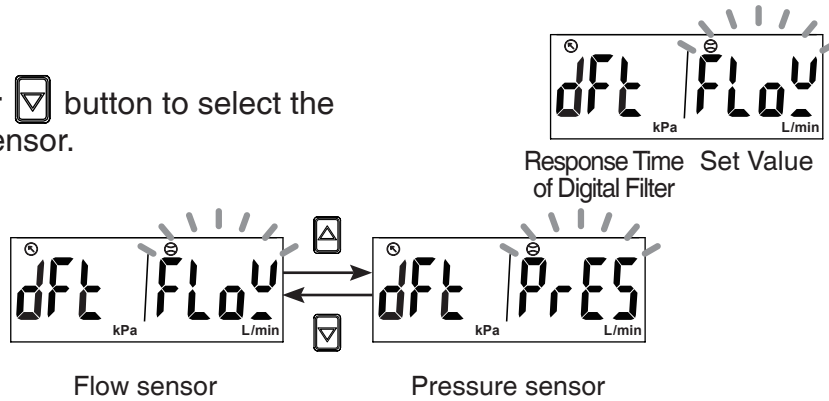 dFt FLoW
kPa L/min
Response Time of Digital Filter
Set Value
r button to select the
ensor.
dFt FLoW
kPa L/min
dFt PrES
kPa L/min
Flow sensor
Pressure sensor